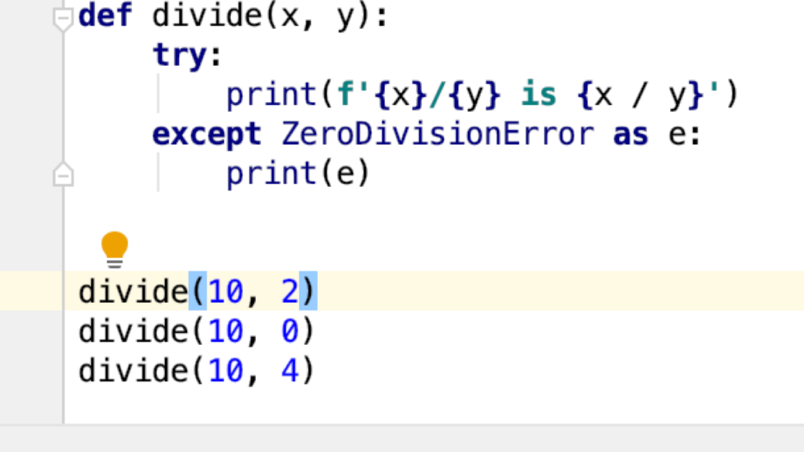 def divide(x, y):
    try:
        print(f'{x}/{y} is {x / y}')
    except ZeroDivisionError as e:
        print(e)
divide(10, 2)
divide(10, 0)
divide(10, 4)